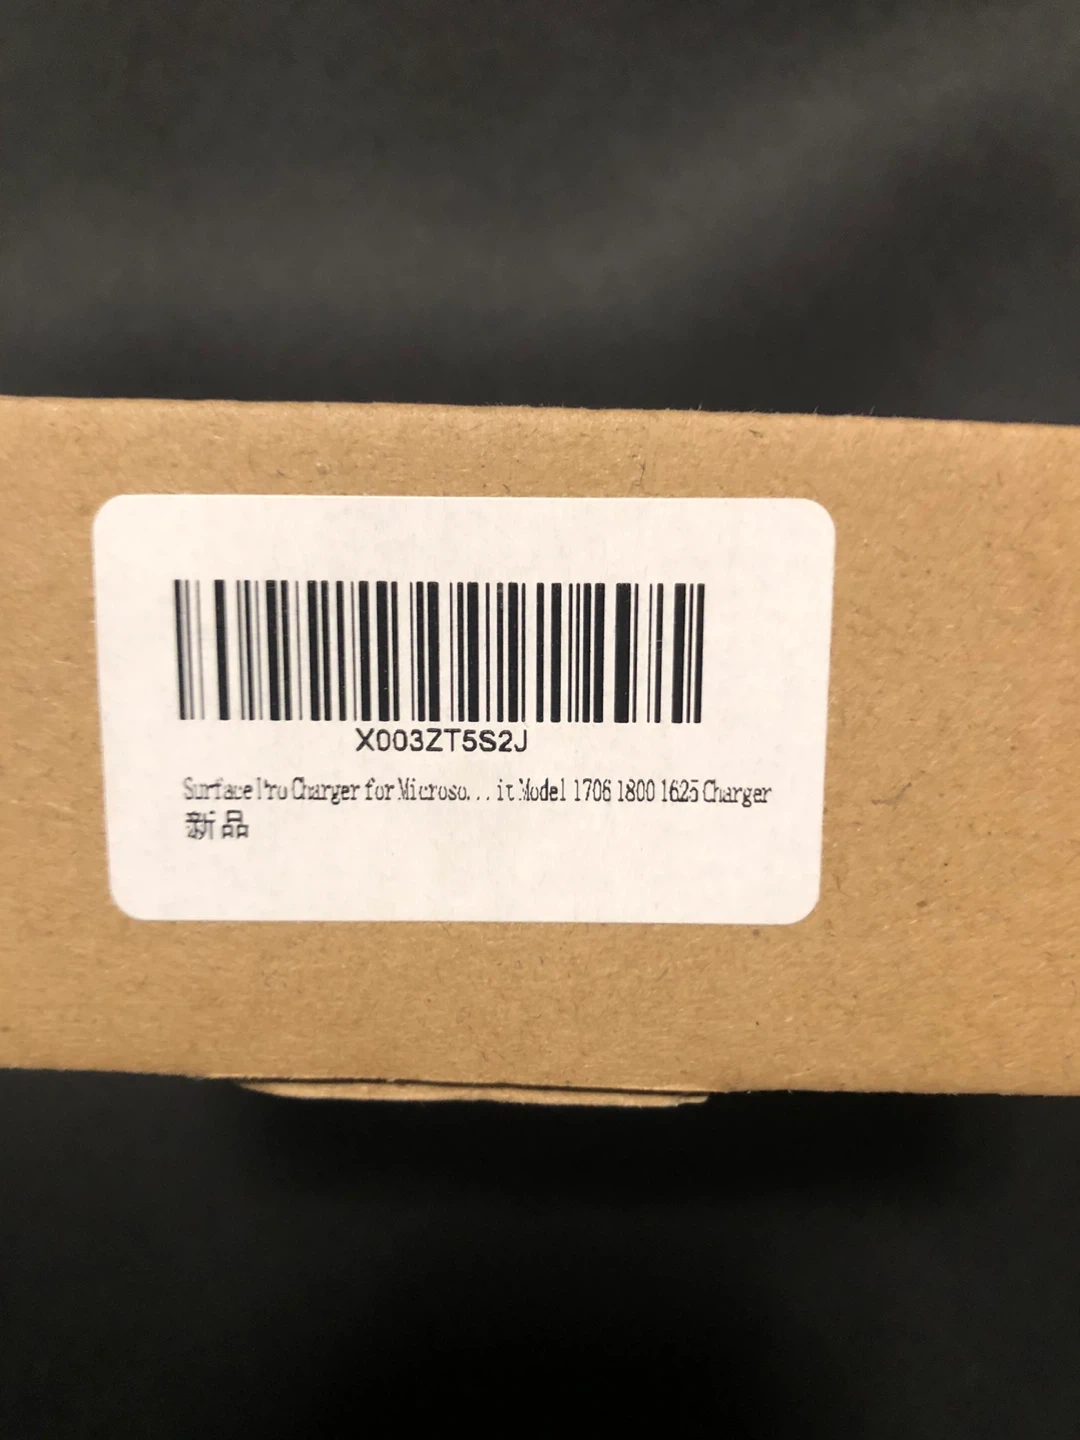 X003ZT5S2J
Surface Pro Charger for Microso... it Model 1706 1800 1625 Charger
新品